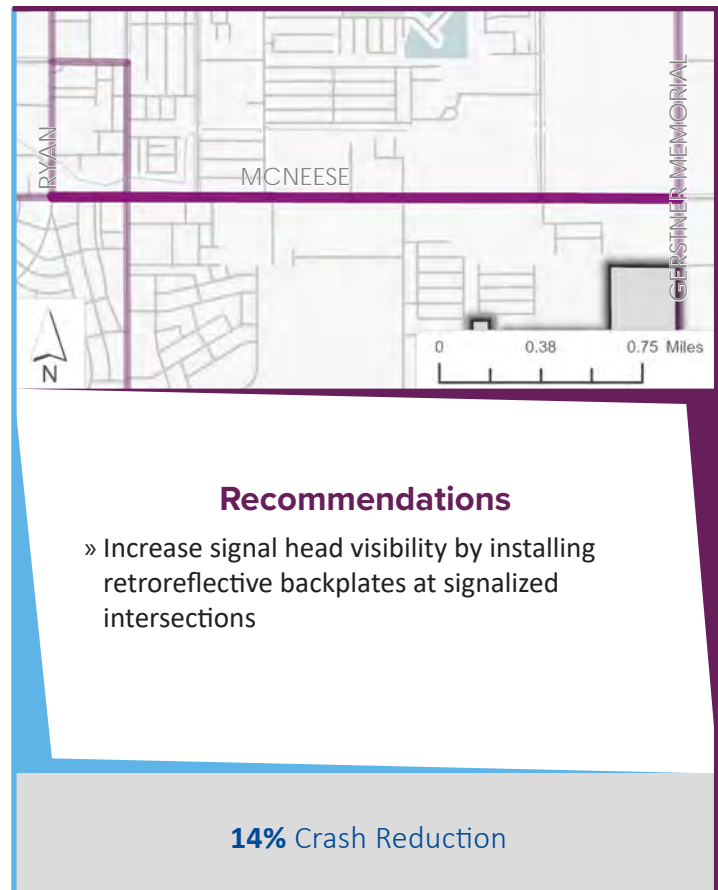 RYAN
MCNEESE
GERSTNER MEMORIAL
N
0 0.38 0.75 Miles
Recommendations
» Increase signal head visibility by installing
retroreflective backplates at signalized
intersections
14% Crash Reduction